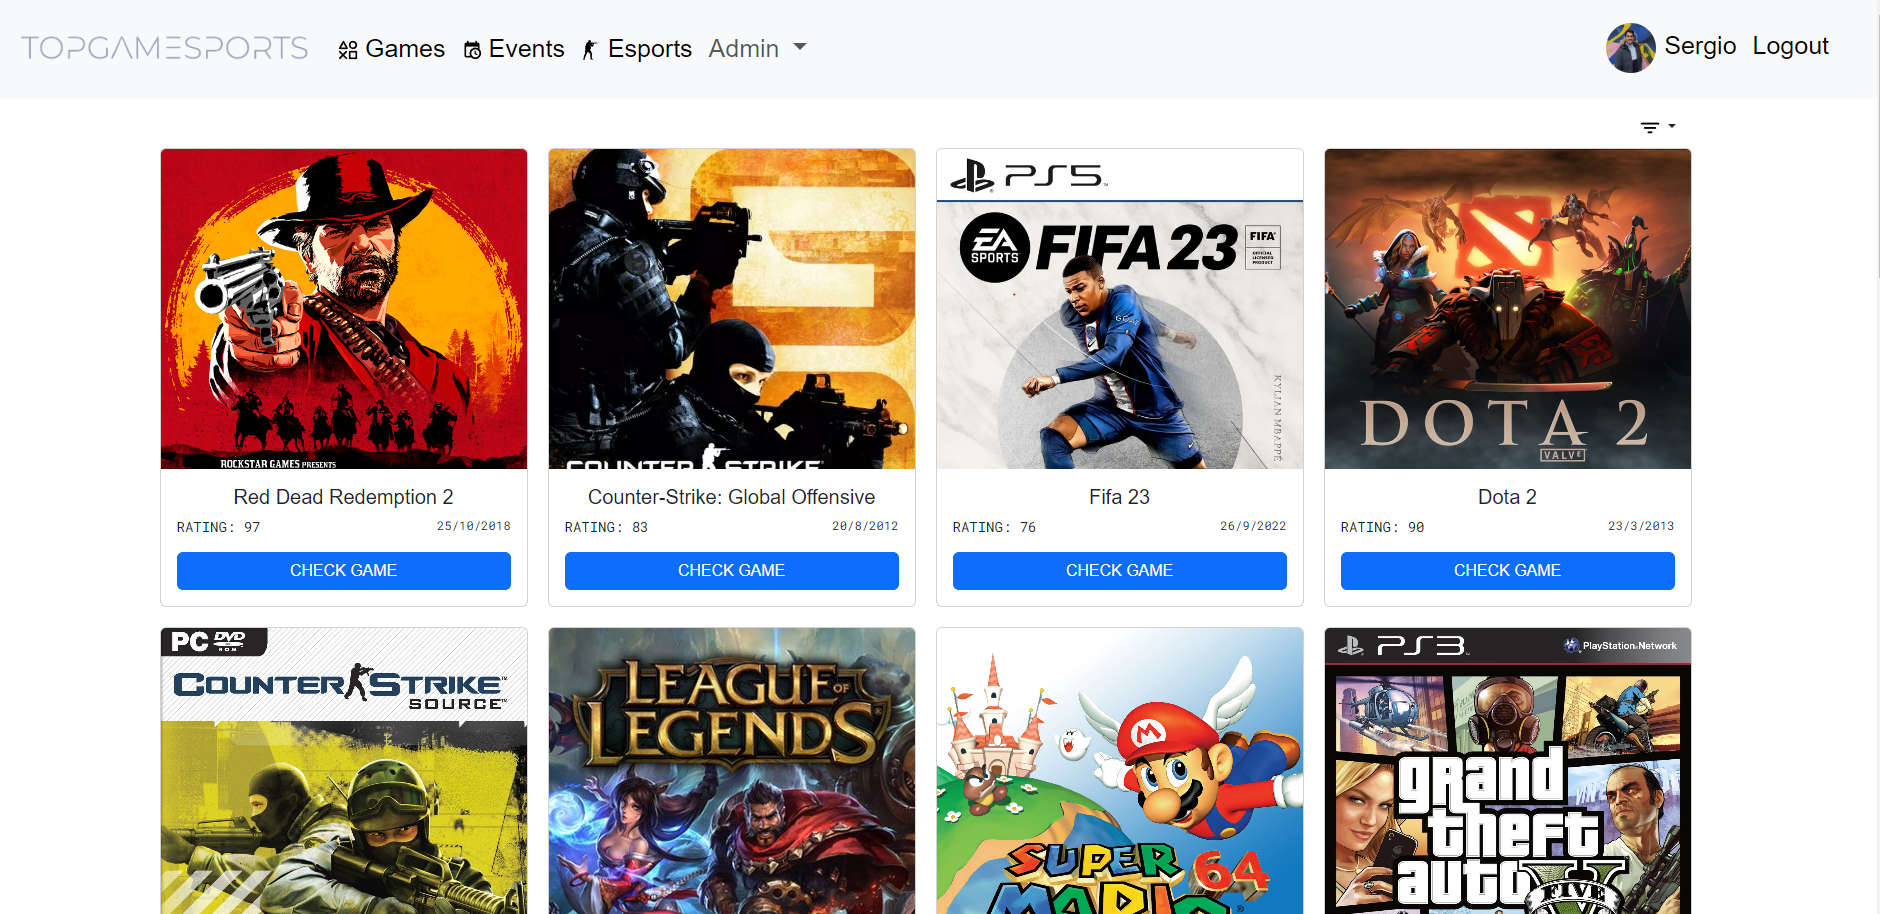 TOPGAMESPORTS Games Events Esports Admin Sergio Logout
ROCKSTAR GAMES PRESENTS
Red Dead Redemption 2
RATING: 97 25/10/2018
CHECK GAME
COUNTER STRIKE
Counter-Strike: Global Offensive
RATING: 83 20/8/2012
CHECK GAME
PS5
EA SPORTS FIFA 23
FIFA
OFFICIAL LICENSED PRODUCT
KYLIAN MBAPPÉ
Fifa 23
RATING: 76 26/9/2022
CHECK GAME
DOTA 2
VALVE
Dota 2
RATING: 90 23/3/2013
CHECK GAME
PC DVD ROM
COUNTER STRIKE
SOURCE
LEAGUE OF
LEGENDS
M
SUPER
MARIO 64
PS3 PlayStation Network
grand
theft
auto V
FIVE